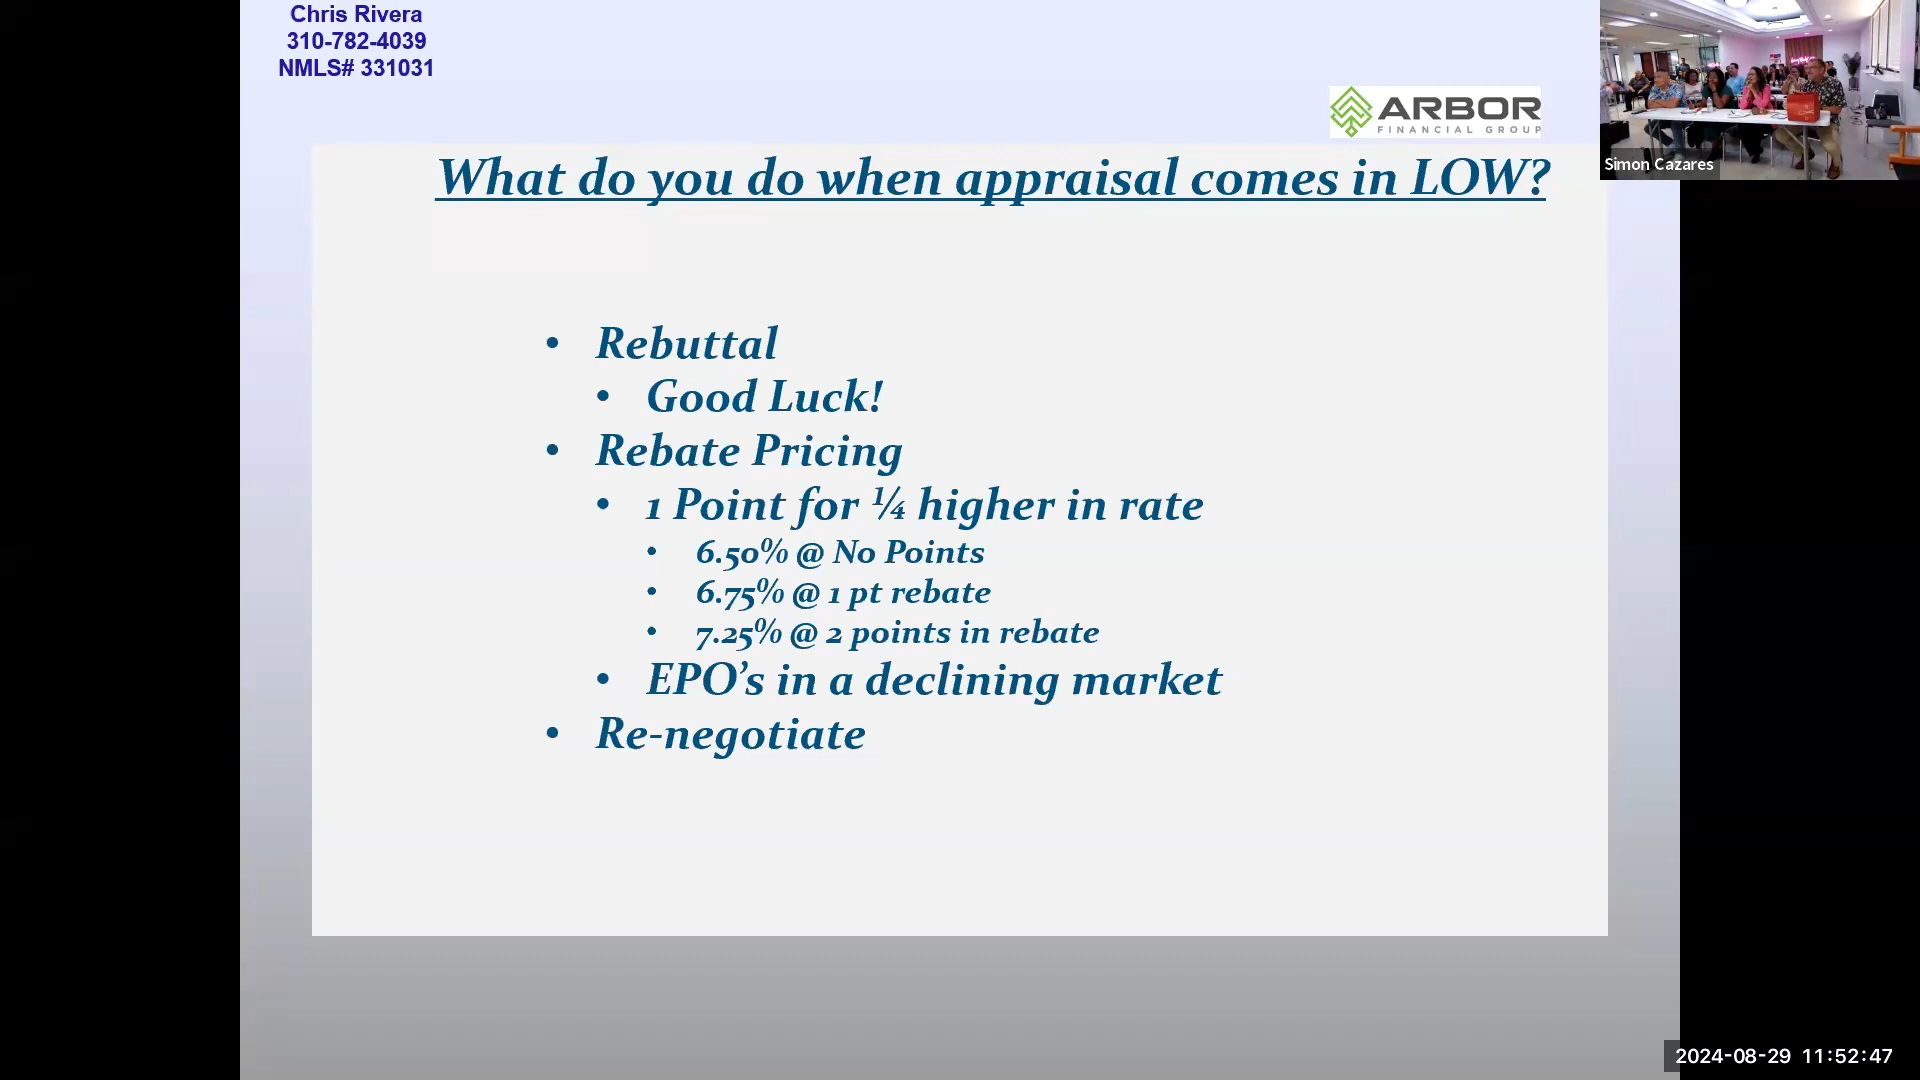 Chris Rivera
310-782-4039
NMLS# 331031
ARBOR
FINANCIAL GROUP
Simon Cazares
What do you do when appraisal comes in LOW?
• Rebuttal
• Good Luck!
• Rebate Pricing
• 1 Point for ¼ higher in rate
• 6.50% @ No Points
• 6.75% @ 1 pt rebate
• 7.25% @ 2 points in rebate
• EPO’s in a declining market
• Re-negotiate
2024-08-29 11:52:47